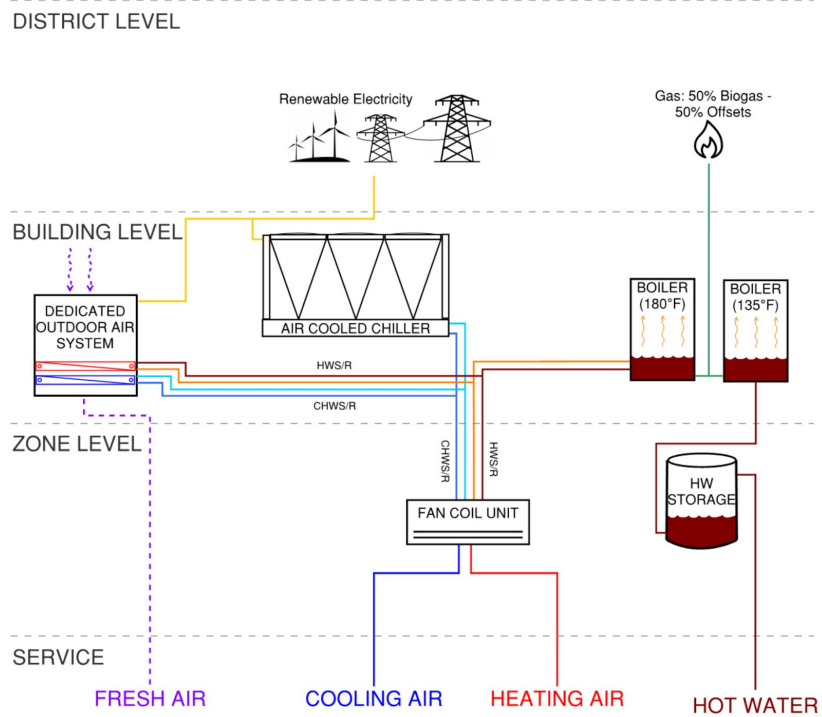 DISTRICT LEVEL
Renewable Electricity
Gas: 50% Biogas -
50% Offsets
BUILDING LEVEL
DEDICATED
OUTDOOR AIR
SYSTEM
AIR COOLED CHILLER
BOILER
(180°F)
BOILER
(135°F)
HWS/R
CHWS/R
ZONE LEVEL
CHWS/R
HWS/R
FAN COIL UNIT
HW
STORAGE
SERVICE
FRESH AIR
COOLING AIR
HEATING AIR
HOT WATER